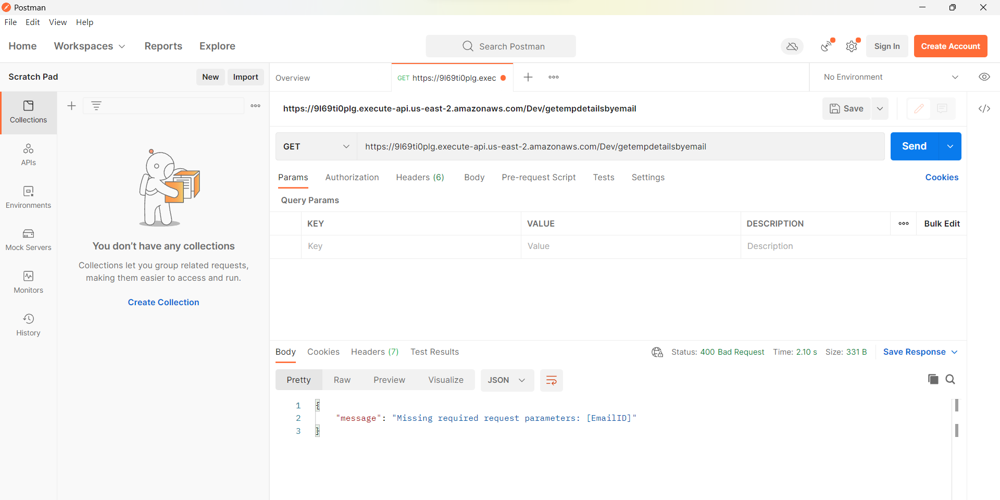 Postman
File Edit View Help
Home Workspaces Reports Explore
Search Postman
Sign In
Create Account
Scratch Pad
New
Import
Overview
GET https://9l69ti0plg.exec
No Environment
Collections
APIs
Environments
Mock Servers
Monitors
History
You don't have any collections
Collections let you group related requests,
making them easier to access and run.
Create Collection
https://9l69ti0plg.execute-api.us-east-2.amazonaws.com/Dev/getempdetailsbyemail
Save
GET
https://9l69ti0plg.execute-api.us-east-2.amazonaws.com/Dev/getempdetailsbyemail
Send
Params Authorization Headers (6) Body Pre-request Script Tests Settings
Cookies
Query Params
KEY VALUE DESCRIPTION
Bulk Edit
Key Value Description
Body Cookies Headers (7) Test Results
Status: 400 Bad Request Time: 2.10 s Size: 331 B
Save Response
Pretty Raw Preview Visualize
JSON
1 {
2 "message": "Missing required request parameters: [EmailID]"
3 }